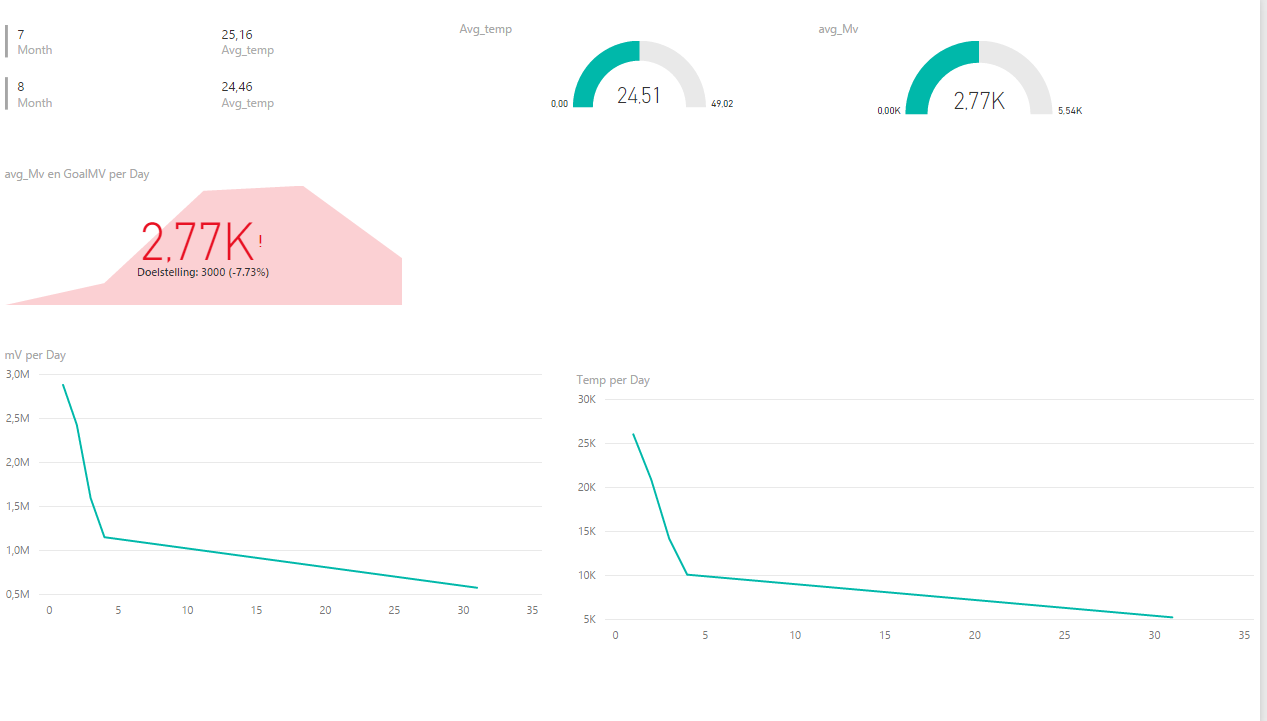 7
Month
25,16
Avg_temp
8
Month
24,46
Avg_temp
Avg_temp
24,51
0,00
49,02
avg_Mv
2,77K
0,00K
5,54K
avg_Mv en GoalMV per Day
2,77K!
Doelstelling: 3000 (-7.73%)
mV per Day
3,0M
2,5M
2,0M
1,5M
1,0M
0,5M
0 5 10 15 20 25 30 35
Temp per Day
30K
25K
20K
15K
10K
5K
0 5 10 15 20 25 30 35